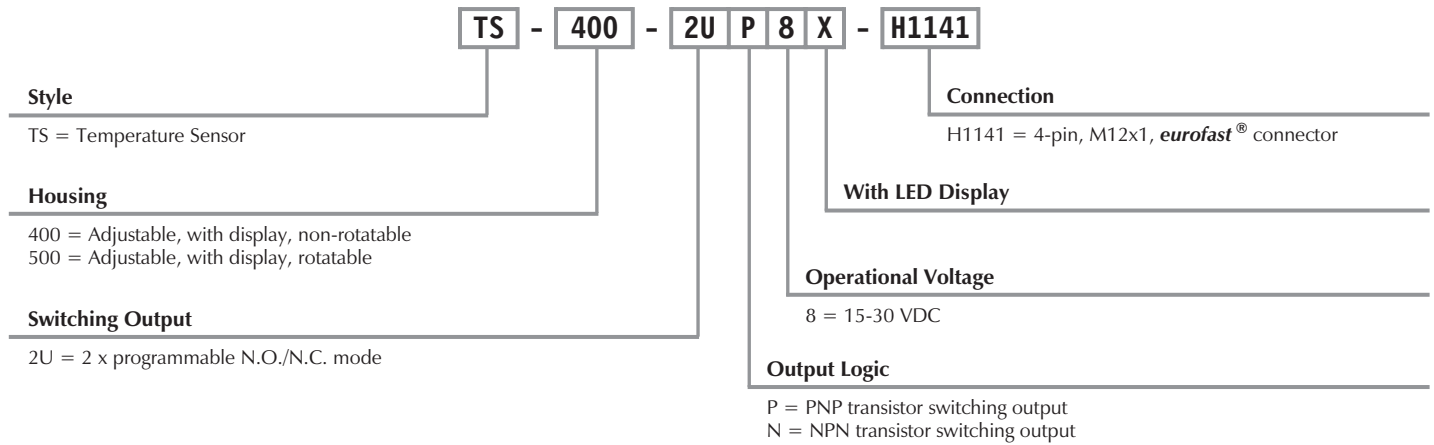 TS - 400 - 2U P 8 X - H1141
Style
TS = Temperature Sensor
Housing
400 = Adjustable, with display, non-rotatable
500 = Adjustable, with display, rotatable
Switching Output
2U = 2 x programmable N.O./N.C. mode
Connection
H1141 = 4-pin, M12x1, eurofast ® connector
With LED Display
Operational Voltage
8 = 15-30 VDC
Output Logic
P = PNP transistor switching output
N = NPN transistor switching output